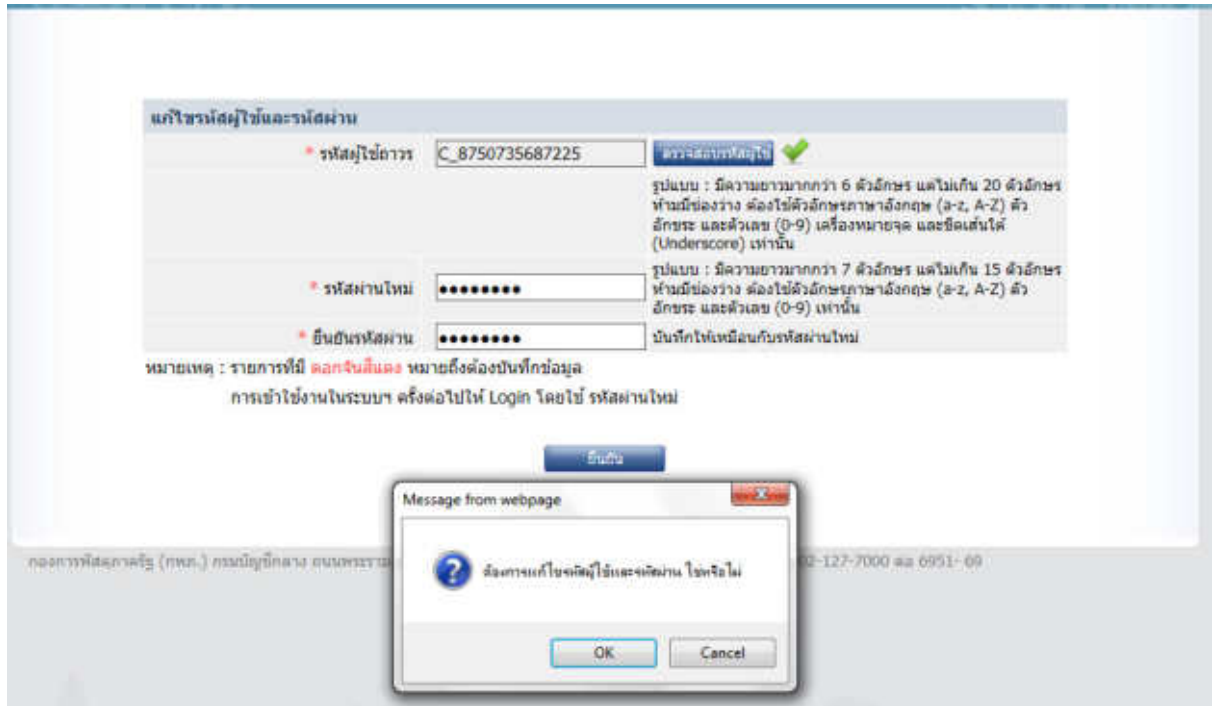 แก้ไขรหัสผู้ใช้และรหัสผ่าน
* รหัสผู้ใช้ถาวร C_8750735687225 ตรวจสอบรหัสผู้ใช้
รูปแบบ : มีความยาวมากกว่า 6 ตัวอักษร แต่ไม่เกิน 20 ตัวอักษร
ห้ามมีช่องว่าง ต้องใช้ตัวอักษรภาษาอังกฤษ (a-z, A-Z) ตัว
อักขระ และตัวเลข (0-9) เครื่องหมายจุด และขีดเส้นใต้
(Underscore) เท่านั้น
* รหัสผ่านใหม่ ●●●●●●●●
รูปแบบ : มีความยาวมากกว่า 7 ตัวอักษร แต่ไม่เกิน 15 ตัวอักษร
ห้ามมีช่องว่าง ต้องใช้ตัวอักษรภาษาอังกฤษ (a-z, A-Z) ตัว
อักขระ และตัวเลข (0-9) เท่านั้น
* ยืนยันรหัสผ่าน ●●●●●●●● บันทึกให้เหมือนกับรหัสผ่านใหม่
หมายเหตุ : รายการที่มี ดอกจันสีแดง หมายถึงต้องบันทึกข้อมูล
การเข้าใช้งานในระบบฯ ครั้งต่อไปให้ Login โดยใช้ รหัสผ่านใหม่
ยืนยัน
Message from webpage
กองการพัสดุภาครัฐ (กพภ.) กรมบัญชีกลาง ถนนพระราม 02-127-7000 ต่อ 6951- 69
ต้องการแก้ไขรหัสผู้ใช้และรหัสผ่าน ใช่หรือไม่
OK Cancel